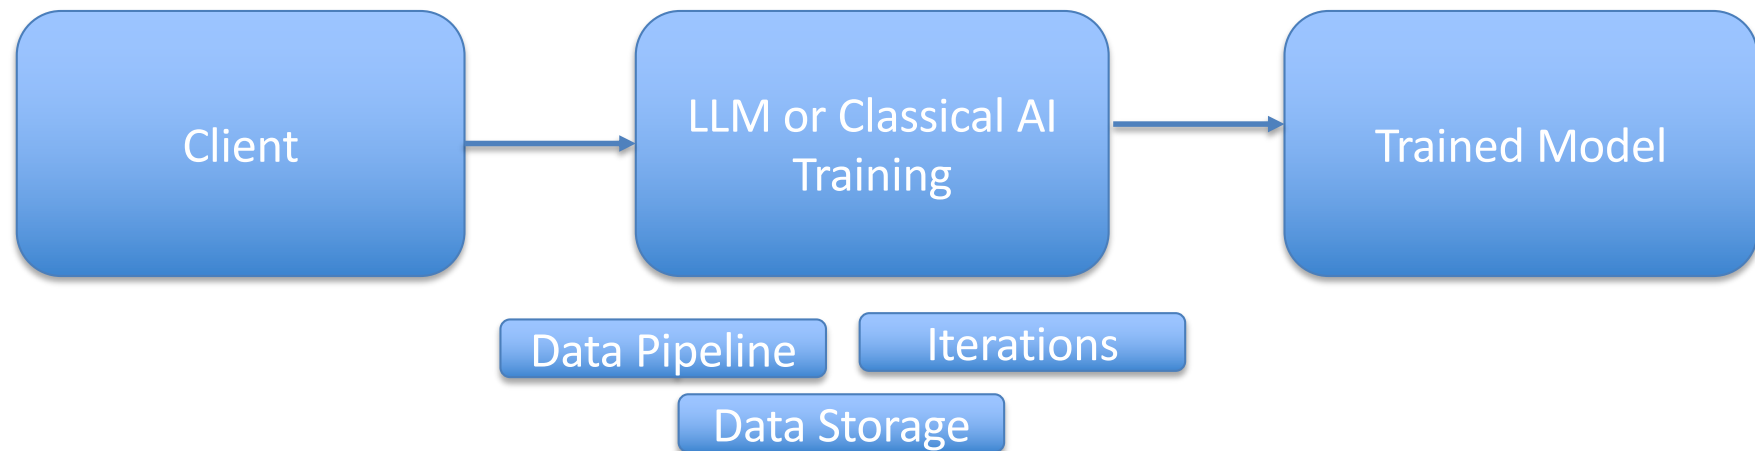 Client
LLM or Classical AI
Training
Trained Model
Data Pipeline
Iterations
Data Storage